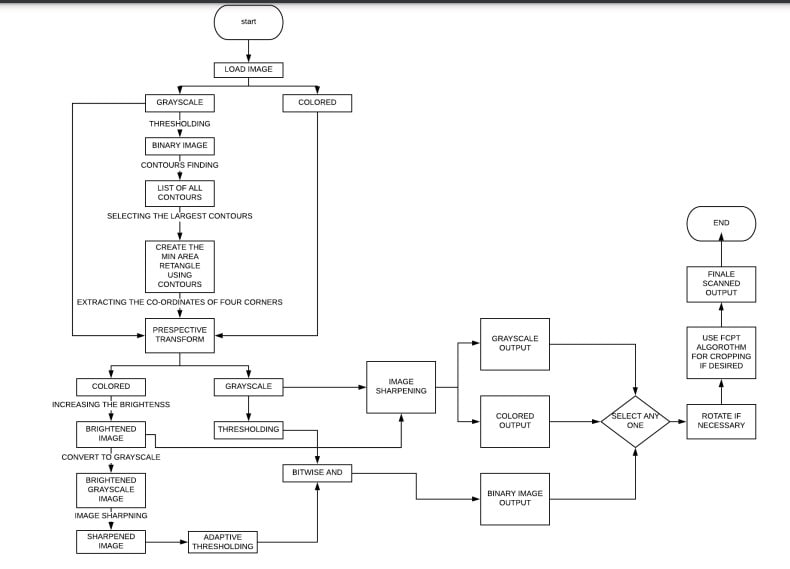 start
LOAD IMAGE
GRAYSCALE
COLORED
THRESHOLDING
BINARY IMAGE
CONTOURS FINDING
LIST OF ALL
CONTOURS
SELECTING THE LARGEST CONTOURS
CREATE THE
MIN AREA
RETANGLE
USING
CONTOURS
EXTRACTING THE CO-ORDINATES OF FOUR CORNERS
PRESPECTIVE
TRANSFORM
COLORED
GRAYSCALE
INCREASING THE BRIGHTENSS
BRIGHTENED
IMAGE
THRESHOLDING
CONVERT TO GRAYSCALE
BRIGHTENED
GRAYSCALE
IMAGE
BITWISE AND
IMAGE SHARPNING
SHARPENED
IMAGE
ADAPTIVE
THRESHOLDING
IMAGE
SHARPENING
GRAYSCALE
OUTPUT
COLORED
OUTPUT
BINARY IMAGE
OUTPUT
SELECT ANY
ONE
ROTATE IF
NECESSARY
USE FCPT
ALGOROTHM
FOR CROPPING
IF DESIRED
FINALE
SCANNED
OUTPUT
END